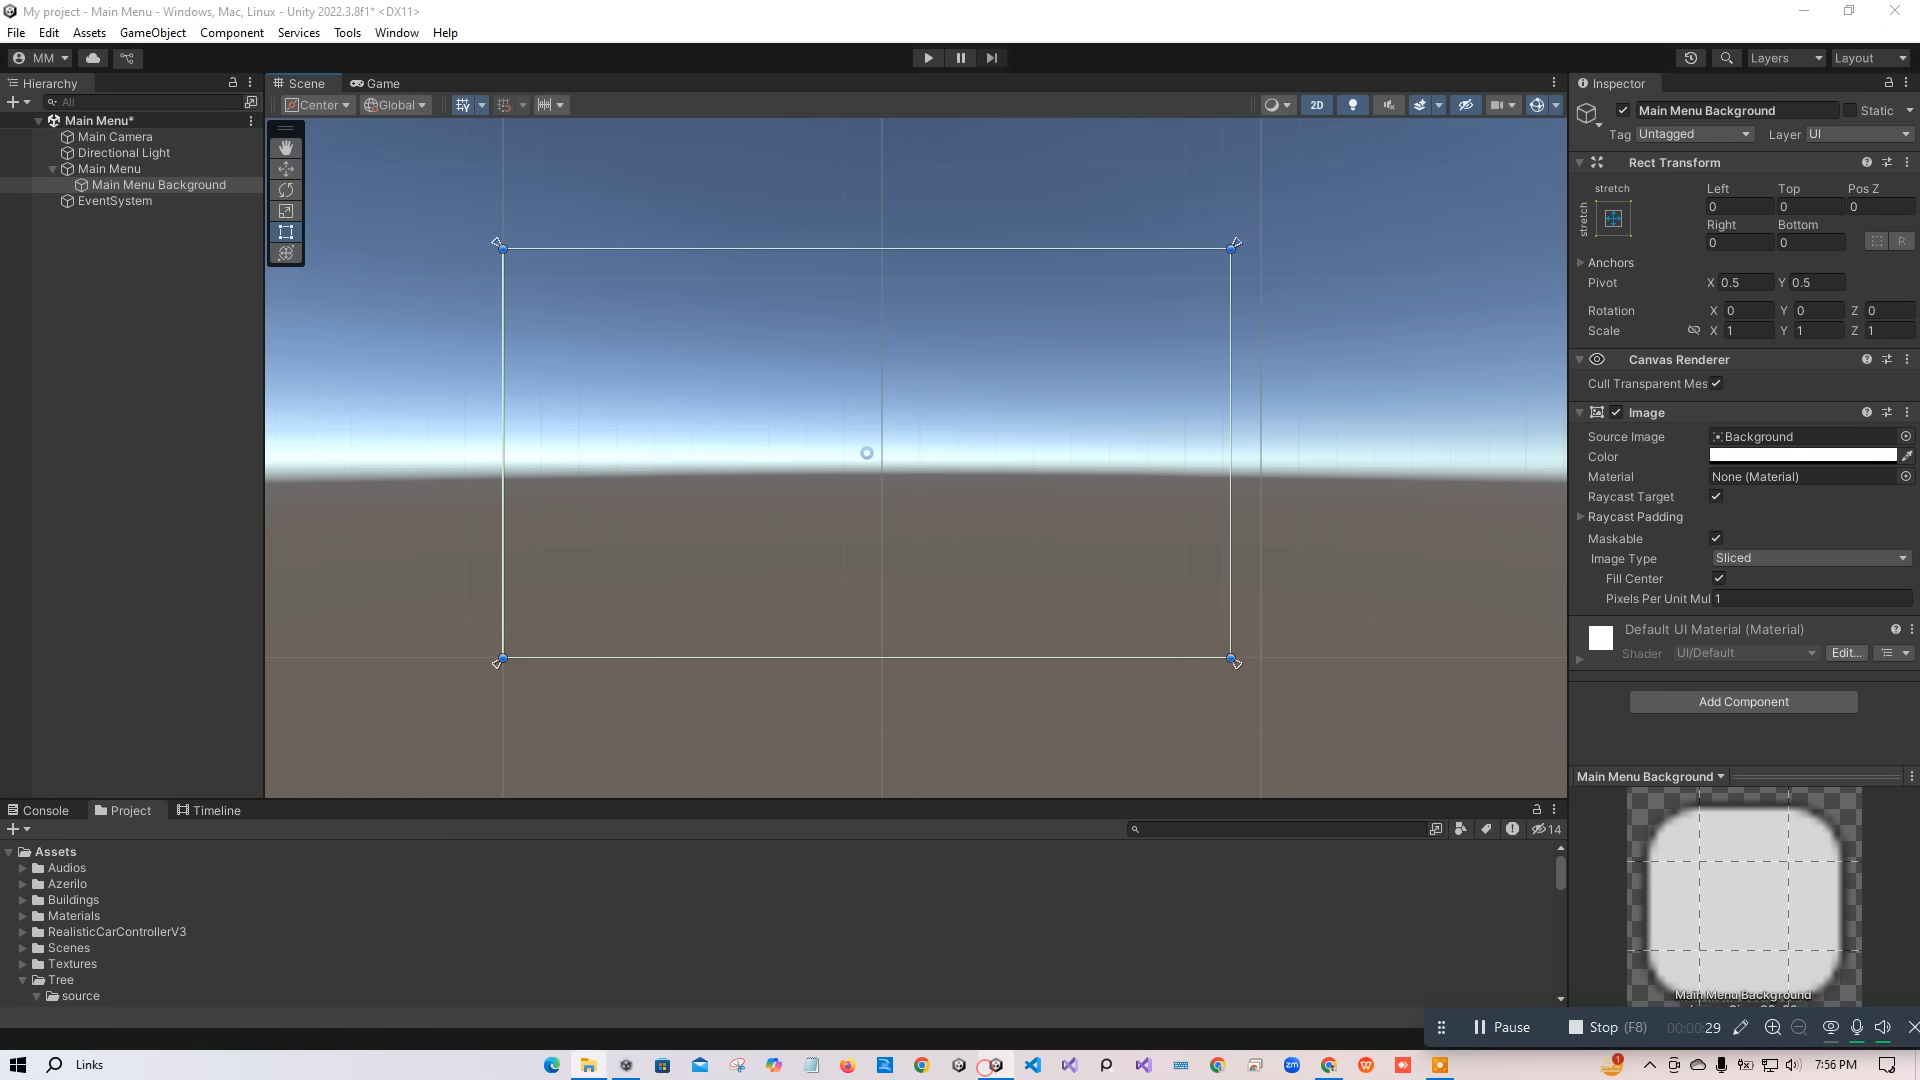 My project - Main Menu - Windows, Mac, Linux - Unity 2022.3.8f1* <DX11>
File Edit Assets GameObject Component Services Tools Window Help
MM
Layers Layout
Hierarchy
Scene Game
Inspector
All
Center Global
2D
Main Menu*
Main Camera
Directional Light
Main Menu
Main Menu Background
EventSystem
Main Menu Background Static
Tag Untagged Layer UI
Rect Transform
stretch
stretch
Left Top Pos Z
0 0 0
Right Bottom
0 0 R
Anchors
Pivot X 0.5 Y 0.5
Rotation X 0 Y 0 Z 0
Scale X 1 Y 1 Z 1
Canvas Renderer
Cull Transparent Mes
Image
Source Image Background
Color
Material None (Material)
Raycast Target
Raycast Padding
Maskable
Image Type Sliced
Fill Center
Pixels Per Unit Mul 1
Default UI Material (Material)
Shader UI/Default Edit...
Add Component
Main Menu Background
Main Menu Background
Console Project Timeline
14
Assets
Audios
Azerilo
Buildings
Materials
RealisticCarControllerV3
Scenes
Textures
Tree
source
Pause Stop (F8) 00:00:29
Links
zm
1
7:56 PM